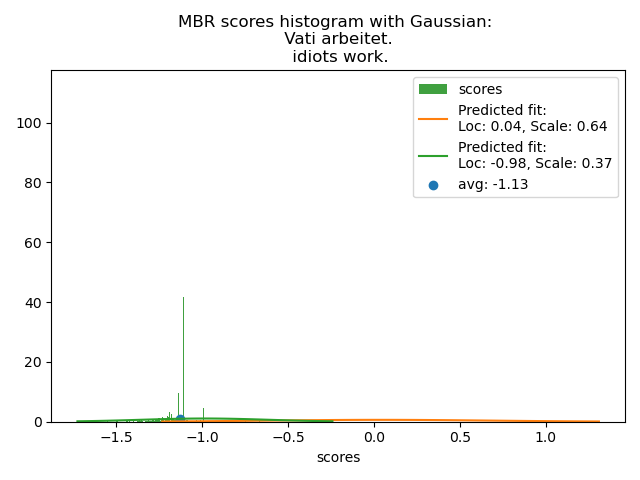 MBR scores histogram with Gaussian:
Vati arbeitet.
idiots work.
scores
Predicted fit:
Loc: 0.04, Scale: 0.64
Predicted fit:
Loc: -0.98, Scale: 0.37
avg: -1.13
100
80
60
40
20
0
−1.5 −1.0 −0.5 0.0 0.5 1.0
scores